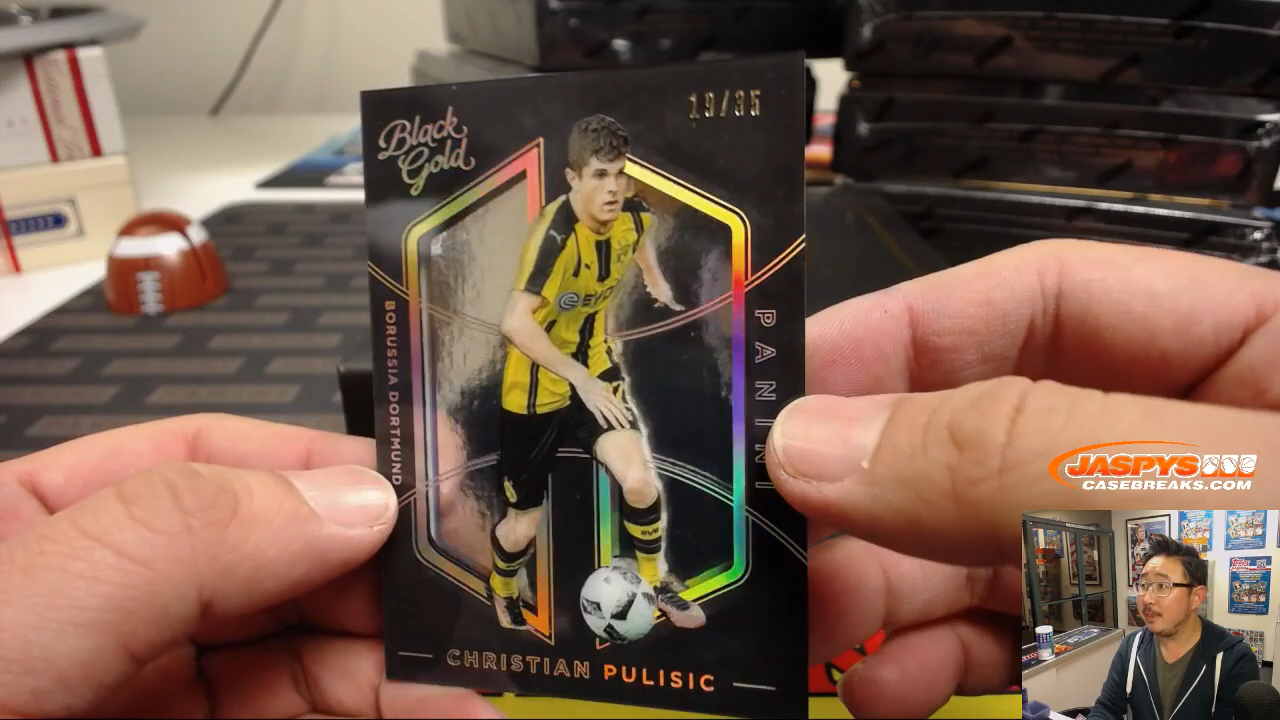 Black
Gold
19/35
BORUSSIA DORTMUND
PANINI
CHRISTIAN PULISIC
JASPYS
CASEBREAKS.COM